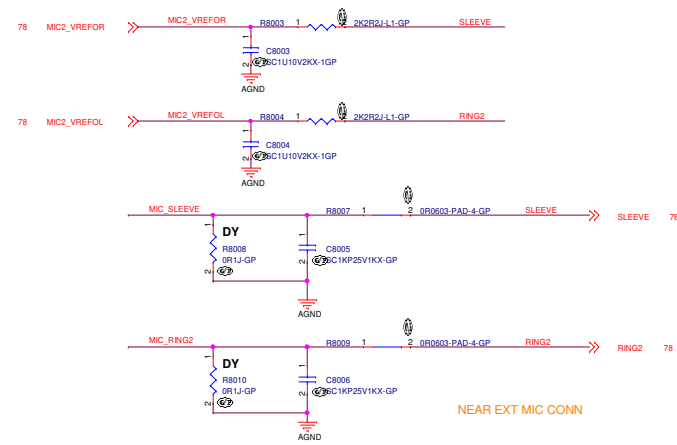 78 MIC2_VREFOR MIC2_VREFOR R8003 1 2K2R2J-L1-GP SLEEVE
1
C8003
2 SC1U10V2KX-1GP
AGND
78 MIC2_VREFOL MIC2_VREFOL R8004 1 2K2R2J-L1-GP RING2
1
C8004
2 SC1U10V2KX-1GP
AGND
MIC_SLEEVE R8007 1 2 0R0603-PAD-4-GP SLEEVE SLEEVE 78
1 DY 1
R8008 C8005
2 0R1J-GP 2 SC1KP25V1KX-GP
AGND
MIC_RING2 R8009 1 2 0R0603-PAD-4-GP RING2 RING2 78
1 DY 1
R8010 C8006
2 0R1J-GP 2 SC1KP25V1KX-GP
NEAR EXT MIC CONN
AGND